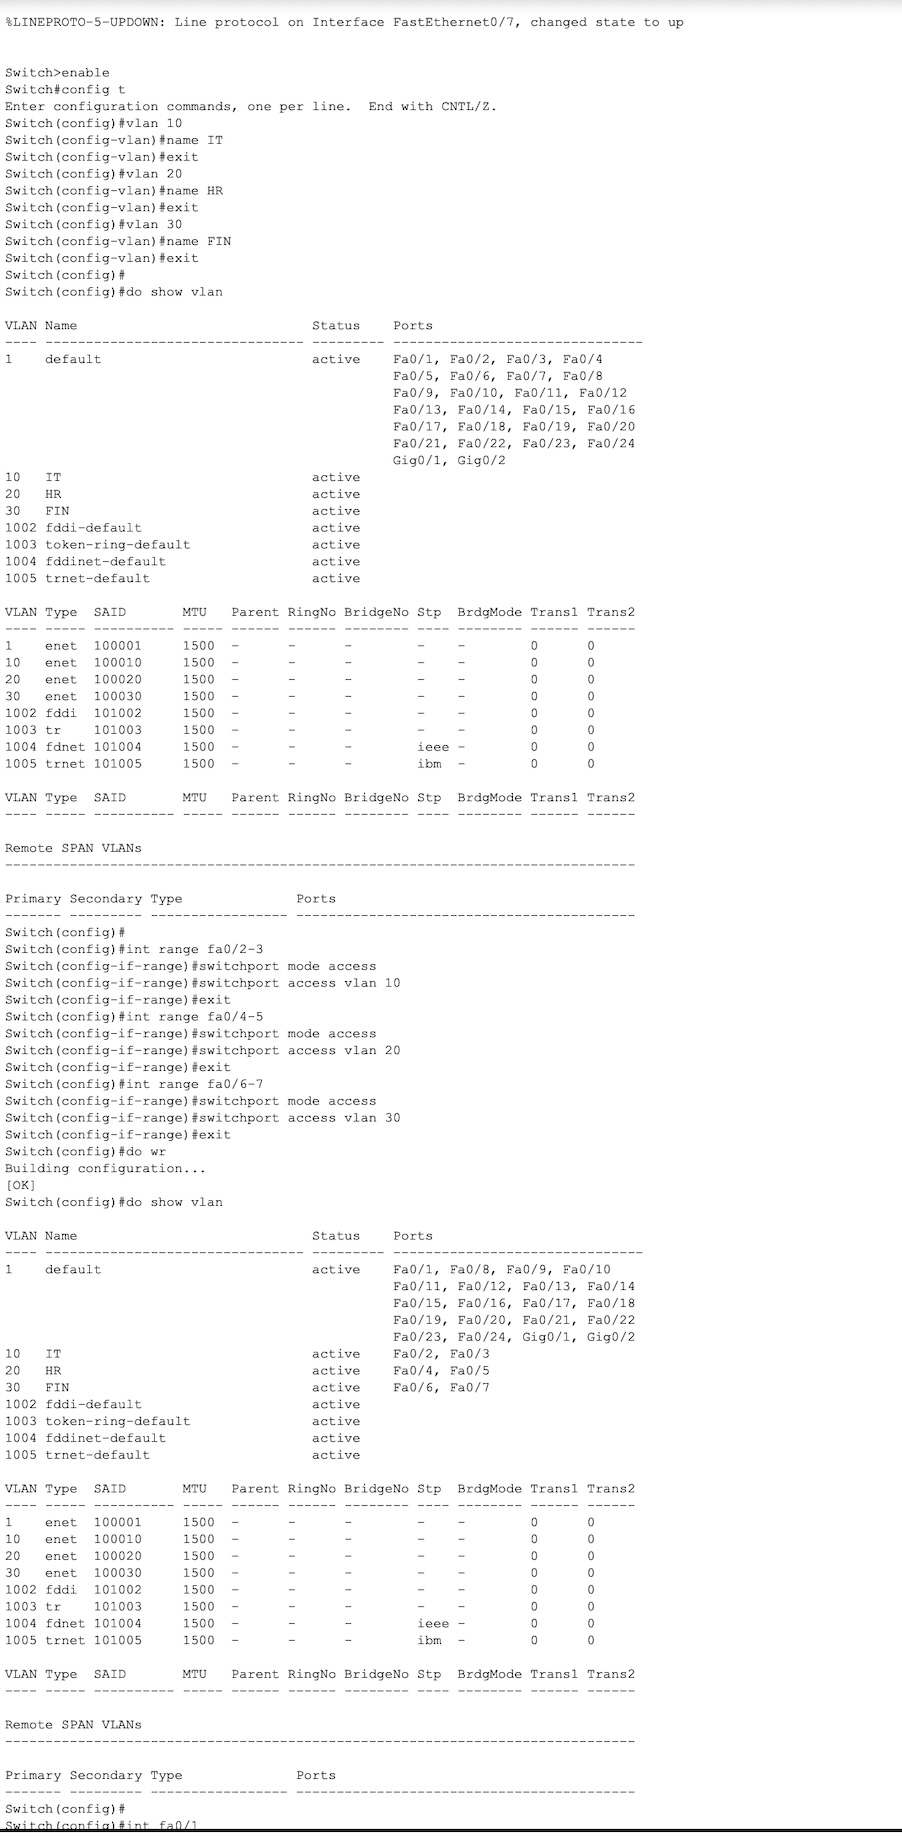 %LINEPROTO-5-UPDOWN: Line protocol on Interface FastEthernet0/7, changed state to up
Switch>enable
Switch#config t
Enter configuration commands, one per line.  End with CNTL/Z.
Switch(config)#vlan 10
Switch(config-vlan)#name IT
Switch(config-vlan)#exit
Switch(config)#vlan 20
Switch(config-vlan)#name HR
Switch(config-vlan)#exit
Switch(config)#vlan 30
Switch(config-vlan)#name FIN
Switch(config-vlan)#exit
Switch(config)#
Switch(config)#do show vlan
VLAN Name                             Status    Ports
---- -------------------------------- --------- -------------------------------
1    default                          active    Fa0/1, Fa0/2, Fa0/3, Fa0/4
                                                Fa0/5, Fa0/6, Fa0/7, Fa0/8
                                                Fa0/9, Fa0/10, Fa0/11, Fa0/12
                                                Fa0/13, Fa0/14, Fa0/15, Fa0/16
                                                Fa0/17, Fa0/18, Fa0/19, Fa0/20
                                                Fa0/21, Fa0/22, Fa0/23, Fa0/24
                                                Gig0/1, Gig0/2
10   IT                               active
20   HR                               active
30   FIN                              active
1002 fddi-default                     active
1003 token-ring-default               active
1004 fddinet-default                  active
1005 trnet-default                    active
VLAN Type  SAID       MTU   Parent RingNo BridgeNo Stp  BrdgMode Trans1 Trans2
---- ----- ---------- ----- ------ ------ -------- ---- -------- ------ ------
1    enet  100001     1500  -      -      -        -    -        0      0
10   enet  100010     1500  -      -      -        -    -        0      0
20   enet  100020     1500  -      -      -        -    -        0      0
30   enet  100030     1500  -      -      -        -    -        0      0
1002 fddi  101002     1500  -      -      -        -    -        0      0
1003 tr    101003     1500  -      -      -        -    -        0      0
1004 fdnet 101004     1500  -      -      -        ieee -        0      0
1005 trnet 101005     1500  -      -      -        ibm  -        0      0
VLAN Type  SAID       MTU   Parent RingNo BridgeNo Stp  BrdgMode Trans1 Trans2
---- ----- ---------- ----- ------ ------ -------- ---- -------- ------ ------
Remote SPAN VLANs
------------------------------------------------------------------------------
Primary Secondary Type              Ports
------- --------- ----------------- ------------------------------------------
Switch(config)#
Switch(config)#int range fa0/2-3
Switch(config-if-range)#switchport mode access
Switch(config-if-range)#switchport access vlan 10
Switch(config-if-range)#exit
Switch(config)#int range fa0/4-5
Switch(config-if-range)#switchport mode access
Switch(config-if-range)#switchport access vlan 20
Switch(config-if-range)#exit
Switch(config)#int range fa0/6-7
Switch(config-if-range)#switchport mode access
Switch(config-if-range)#switchport access vlan 30
Switch(config-if-range)#exit
Switch(config)#do wr
Building configuration...
[OK]
Switch(config)#do show vlan
VLAN Name                             Status    Ports
---- -------------------------------- --------- -------------------------------
1    default                          active    Fa0/1, Fa0/8, Fa0/9, Fa0/10
                                                Fa0/11, Fa0/12, Fa0/13, Fa0/14
                                                Fa0/15, Fa0/16, Fa0/17, Fa0/18
                                                Fa0/19, Fa0/20, Fa0/21, Fa0/22
                                                Fa0/23, Fa0/24, Gig0/1, Gig0/2
10   IT                               active    Fa0/2, Fa0/3
20   HR                               active    Fa0/4, Fa0/5
30   FIN                              active    Fa0/6, Fa0/7
1002 fddi-default                     active
1003 token-ring-default               active
1004 fddinet-default                  active
1005 trnet-default                    active
VLAN Type  SAID       MTU   Parent RingNo BridgeNo Stp  BrdgMode Trans1 Trans2
---- ----- ---------- ----- ------ ------ -------- ---- -------- ------ ------
1    enet  100001     1500  -      -      -        -    -        0      0
10   enet  100010     1500  -      -      -        -    -        0      0
20   enet  100020     1500  -      -      -        -    -        0      0
30   enet  100030     1500  -      -      -        -    -        0      0
1002 fddi  101002     1500  -      -      -        -    -        0      0
1003 tr    101003     1500  -      -      -        -    -        0      0
1004 fdnet 101004     1500  -      -      -        ieee -        0      0
1005 trnet 101005     1500  -      -      -        ibm  -        0      0
VLAN Type  SAID       MTU   Parent RingNo BridgeNo Stp  BrdgMode Trans1 Trans2
---- ----- ---------- ----- ------ ------ -------- ---- -------- ------ ------
Remote SPAN VLANs
------------------------------------------------------------------------------
Primary Secondary Type              Ports
------- --------- ----------------- ------------------------------------------
Switch(config)#
Switch(config)#int fa0/1